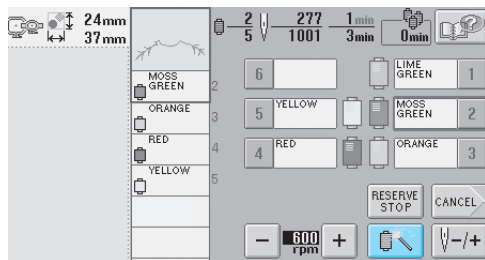 24mm
37mm
2
5
277
1001
1min
3min
0min
MOSS
GREEN
2
ORANGE
3
RED
4
YELLOW
5
6
LIME
GREEN
1
5
YELLOW
MOSS
GREEN
2
4
RED
ORANGE
3
RESERVE
STOP
CANCEL
−
600
rpm
+
−/+